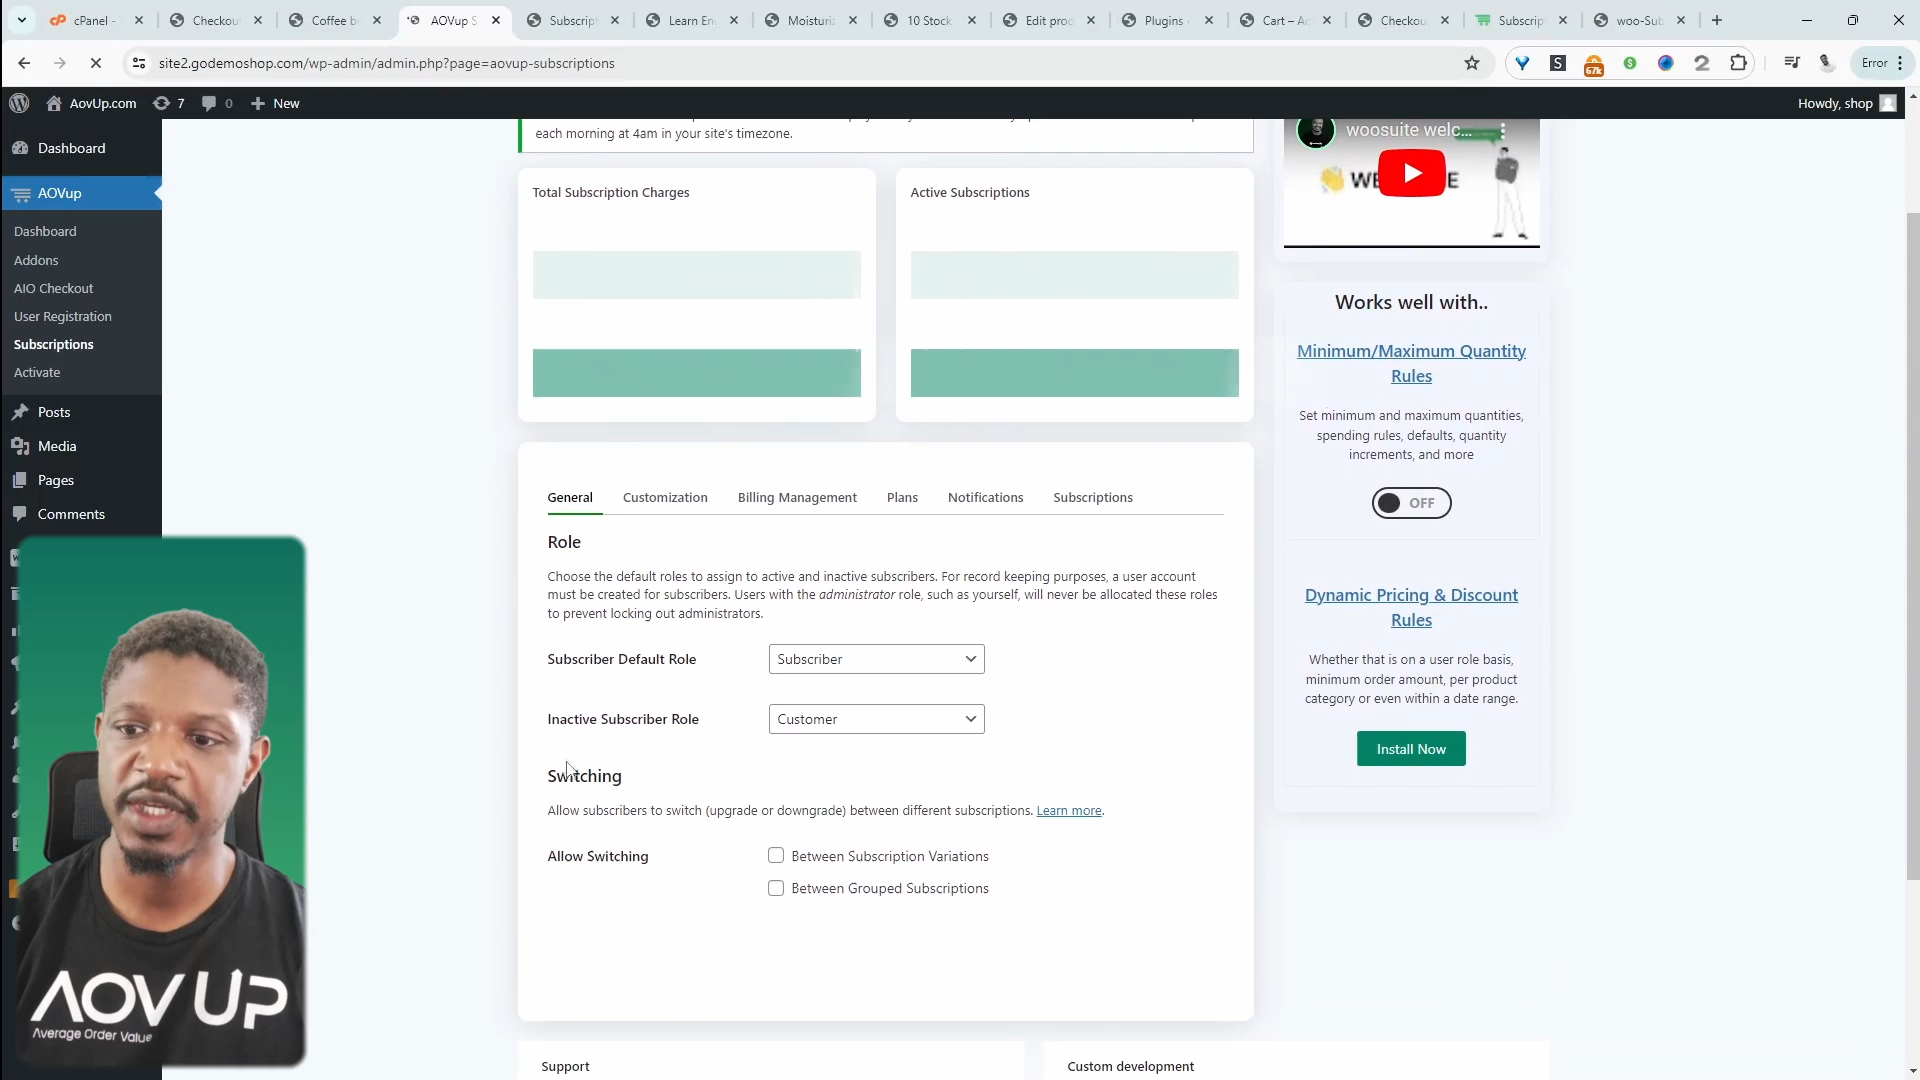 cPanel -
Checkou
Coffee b
AOVup S
Subscrip
Learn En
Moisturi
10 Stock
Edit proc
Plugins
Cart – A
Checkou
Subscrip
woo-Sub
site2.godemoshop.com/wp-admin/admin.php?page=aovup-subscriptions
S
67k
Error
AovUp.com
7
0
New
Howdy, shop
Dashboard
AOVup
Dashboard
Addons
AIO Checkout
User Registration
Subscriptions
Activate
Posts
Media
Pages
Comments
AOV UP
Average Order Value
each morning at 4am in your site's timezone.
Total Subscription Charges
Active Subscriptions
General
Customization
Billing Management
Plans
Notifications
Subscriptions
Role
Choose the default roles to assign to active and inactive subscribers. For record keeping purposes, a user account
must be created for subscribers. Users with the administrator role, such as yourself, will never be allocated these roles
to prevent locking out administrators.
Subscriber Default Role
Subscriber
Inactive Subscriber Role
Customer
Switching
Allow subscribers to switch (upgrade or downgrade) between different subscriptions. Learn more.
Allow Switching
Between Subscription Variations
Between Grouped Subscriptions
Support
Custom development
woosuite welc...
Works well with..
Minimum/Maximum Quantity
Rules
Set minimum and maximum quantities,
spending rules, defaults, quantity
increments, and more
OFF
Dynamic Pricing & Discount
Rules
Whether that is on a user role basis,
minimum order amount, per product
category or even within a date range.
Install Now